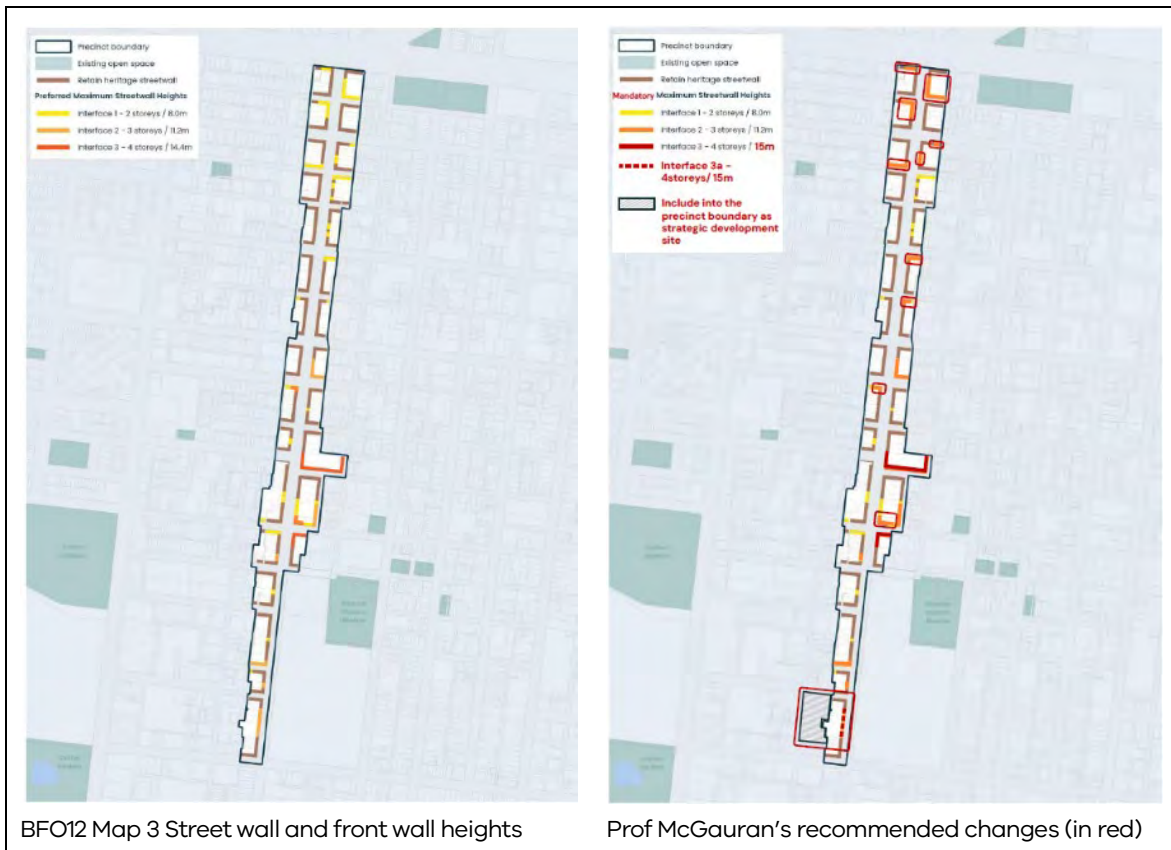 Precinct boundary
Existing open space
Retain heritage streetwall
Preferred Maximum Streetwall Heights
Interface 1 - 2 storeys / 8.0m
Interface 2 - 3 storeys / 11.2m
Interface 3 - 4 storeys / 14.4m
BFO12 Map 3 Street wall and front wall heights
Precinct boundary
Existing open space
Retain heritage streetwall
Mandatory Maximum Streetwall Heights
Interface 1 - 2 storeys / 8.0m
Interface 2 - 3 storeys / 11.2m
Interface 3 - 4 storeys / 15m
Interface 3a -
4storeys/ 15m
Include into the
precinct boundary as
strategic development
site
Prof McGauran's recommended changes (in red)